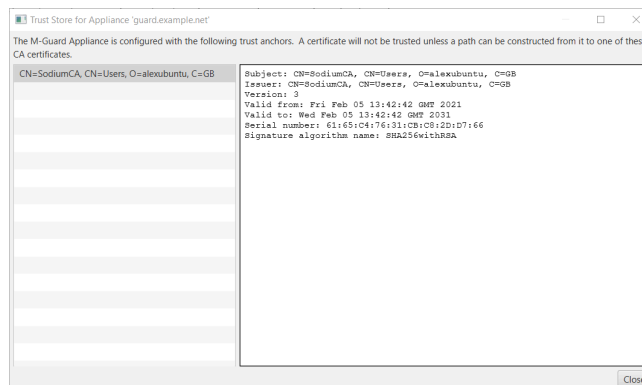 Trust Store for Appliance 'guard.example.net'
The M-Guard Appliance is configured with the following trust anchors.  A certificate will not be trusted unless a path can be constructed from it to one of thes
CA certificates.
CN=SodiumCA, CN=Users, O=alexubuntu, C=GB
Subject: CN=SodiumCA, CN=Users, O=alexubuntu, C=GB
Issuer: CN=SodiumCA, CN=Users, O=alexubuntu, C=GB
Version: 3
Valid from: Fri Feb 05 13:42:42 GMT 2021
Valid to: Wed Feb 05 13:42:42 GMT 2031
Serial number: 61:65:C4:76:31:CB:C8:2D:D7:66
Signature algorithm name: SHA256withRSA
Close